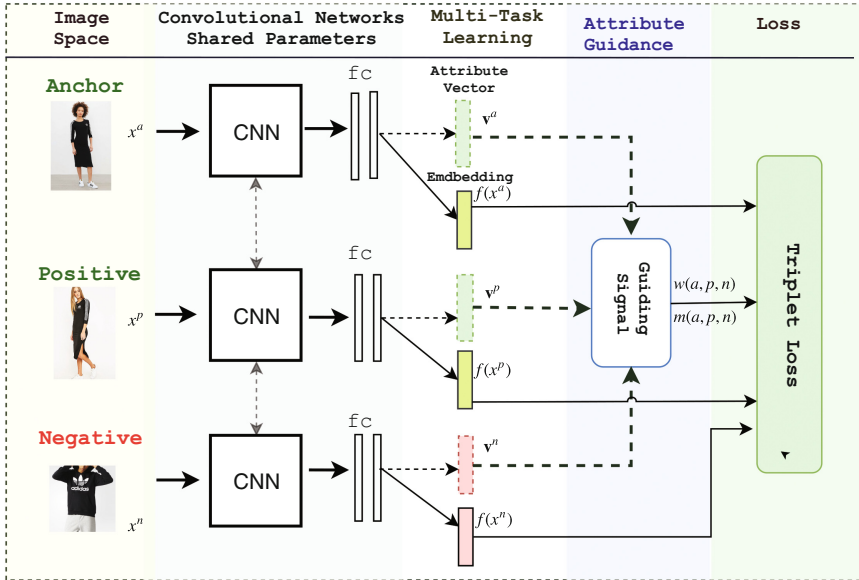 Image
Space
Convolutional Networks
Shared Parameters
Multi-Task
Learning
Attribute
Guidance
Loss
Anchor
x^a
CNN
fc
Attribute
Vector
v^a
Emdbedding
f(x^a)
Positive
x^p
CNN
fc
v^p
f(x^p)
Guiding
Signal
w(a, p, n)
m(a, p, n)
Triplet Loss
Negative
adidas
x^n
CNN
fc
v^n
f(x^n)